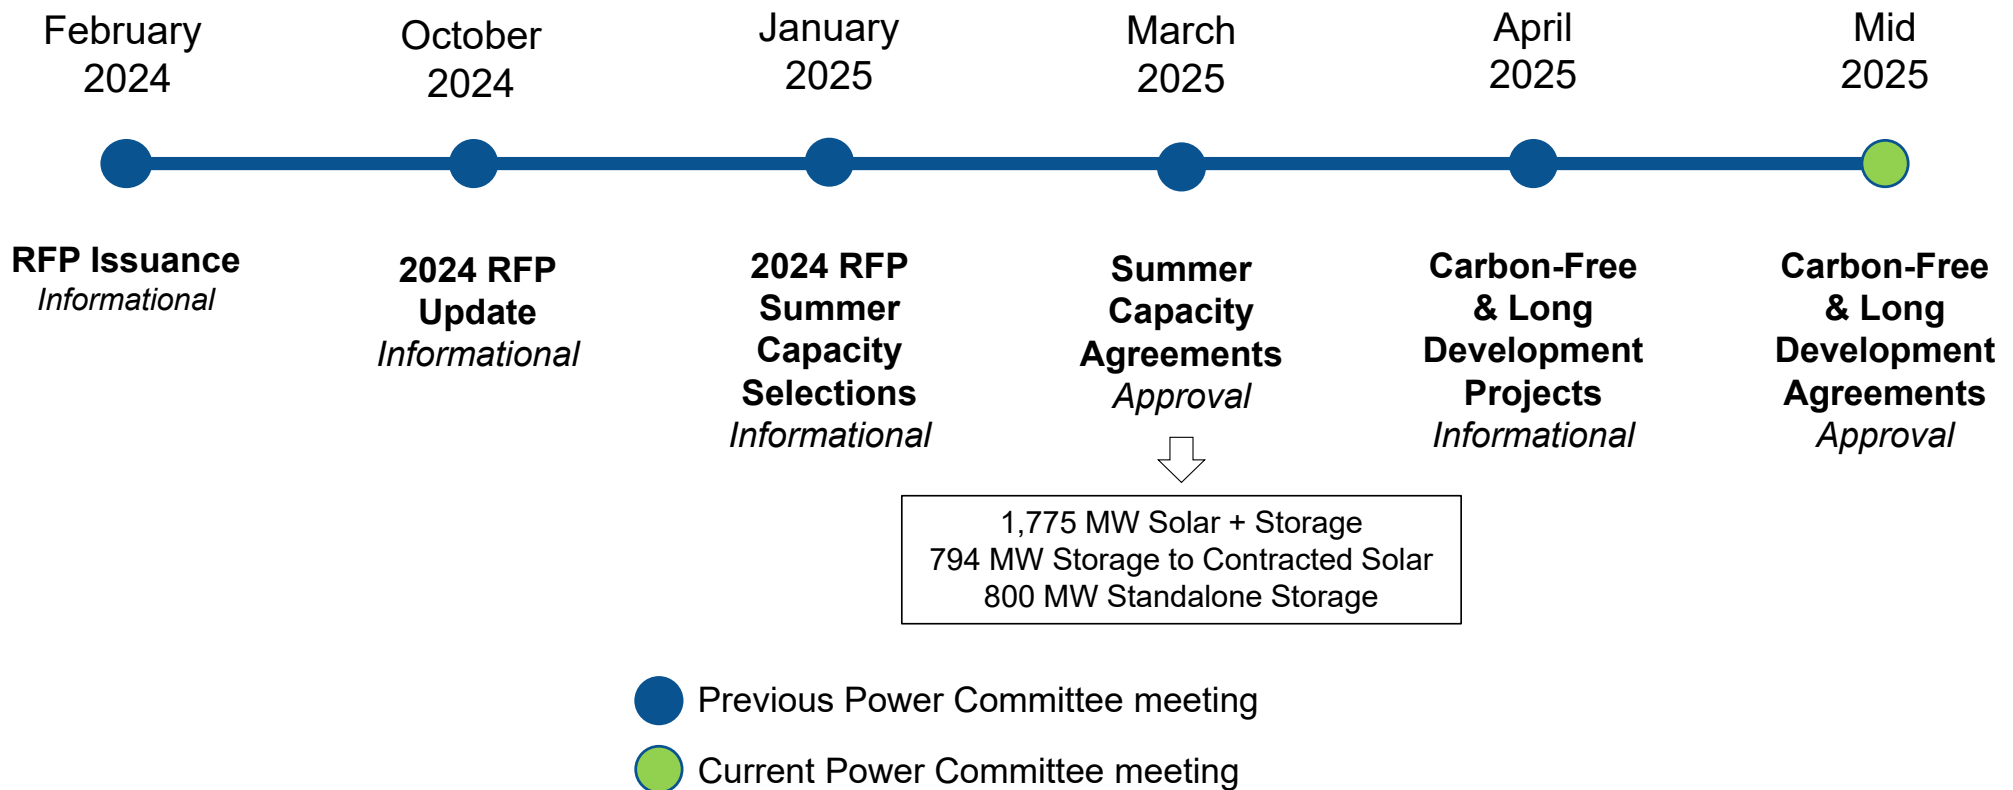 February
2024
October
2024
January
2025
March
2025
April
2025
Mid
2025
RFP Issuance
Informational
2024 RFP
Update
Informational
2024 RFP
Summer
Capacity
Selections
Informational
Summer
Capacity
Agreements
Approval
Carbon-Free
& Long
Development
Projects
Informational
Carbon-Free
& Long
Development
Agreements
Approval
1,775 MW Solar + Storage
794 MW Storage to Contracted Solar
800 MW Standalone Storage
Previous Power Committee meeting
Current Power Committee meeting